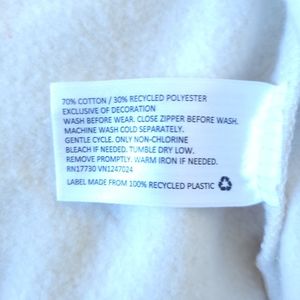 70% COTTON / 30% RECYCLED POLYESTER
EXCLUSIVE OF DECORATION
WASH BEFORE WEAR. CLOSE ZIPPER BEFORE WASH.
MACHINE WASH COLD SEPARATELY.
GENTLE CYCLE. ONLY NON-CHLORINE
BLEACH IF NEEDED. TUMBLE DRY LOW.
REMOVE PROMPTLY. WARM IRON IF NEEDED.
RN17730 VN1247024
LABEL MADE FROM 100% RECYCLED PLASTIC